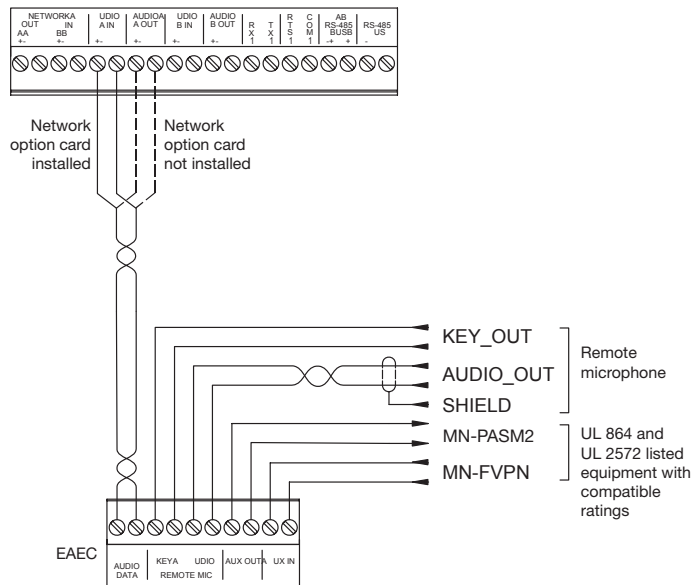 NETWORKA
OUT IN
AA BB
+- +-
UDIO
A IN
+-
AUDIOA
A OUT
+-
UDIO
B IN
+-
AUDIO
B OUT
+-
R
X
1
T
X
1
R
T
S
1
C
O
M
1
AB
RS-485
BUSB
-+ +
RS-485
US
-
Network
option card
installed
Network
option card
not installed
KEY_OUT
AUDIO_OUT
SHIELD
Remote
microphone
MN-PASM2
MN-FVPN
UL 864 and
UL 2572 listed
equipment with
compatible
ratings
EAEC
AUDIO
DATA
KEYA UDIO
REMOTE MIC
AUX OUTA
UX IN